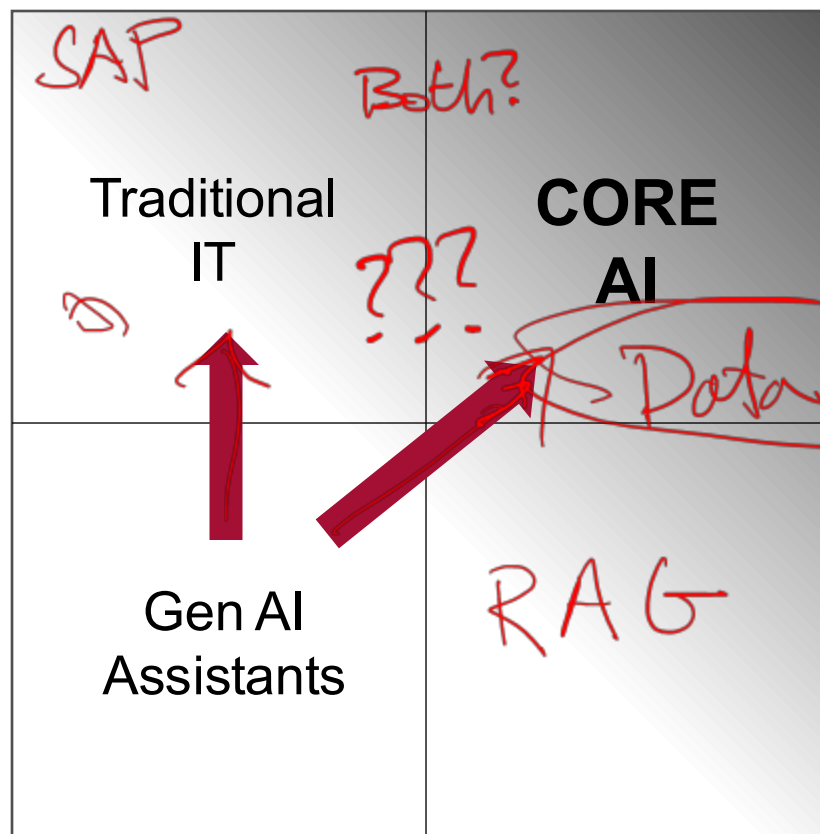 SAP
Both?
Traditional
IT
CORE
AI
???
Data
Gen AI
Assistants
RAG